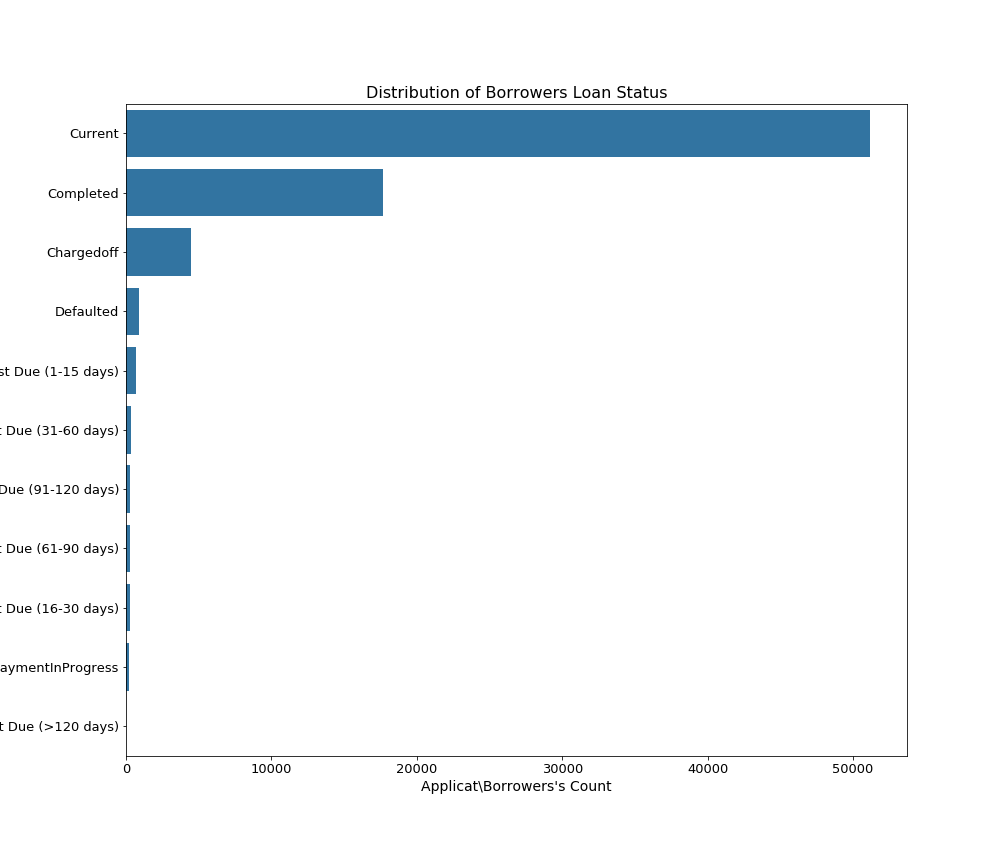 Distribution of Borrowers Loan Status
Current
Completed
Chargedoff
Defaulted
st Due (1-15 days)
t Due (31-60 days)
Due (91-120 days)
t Due (61-90 days)
t Due (16-30 days)
aymentInProgress
t Due (>120 days)
0 10000 20000 30000 40000 50000
Applicat\Borrowers's Count